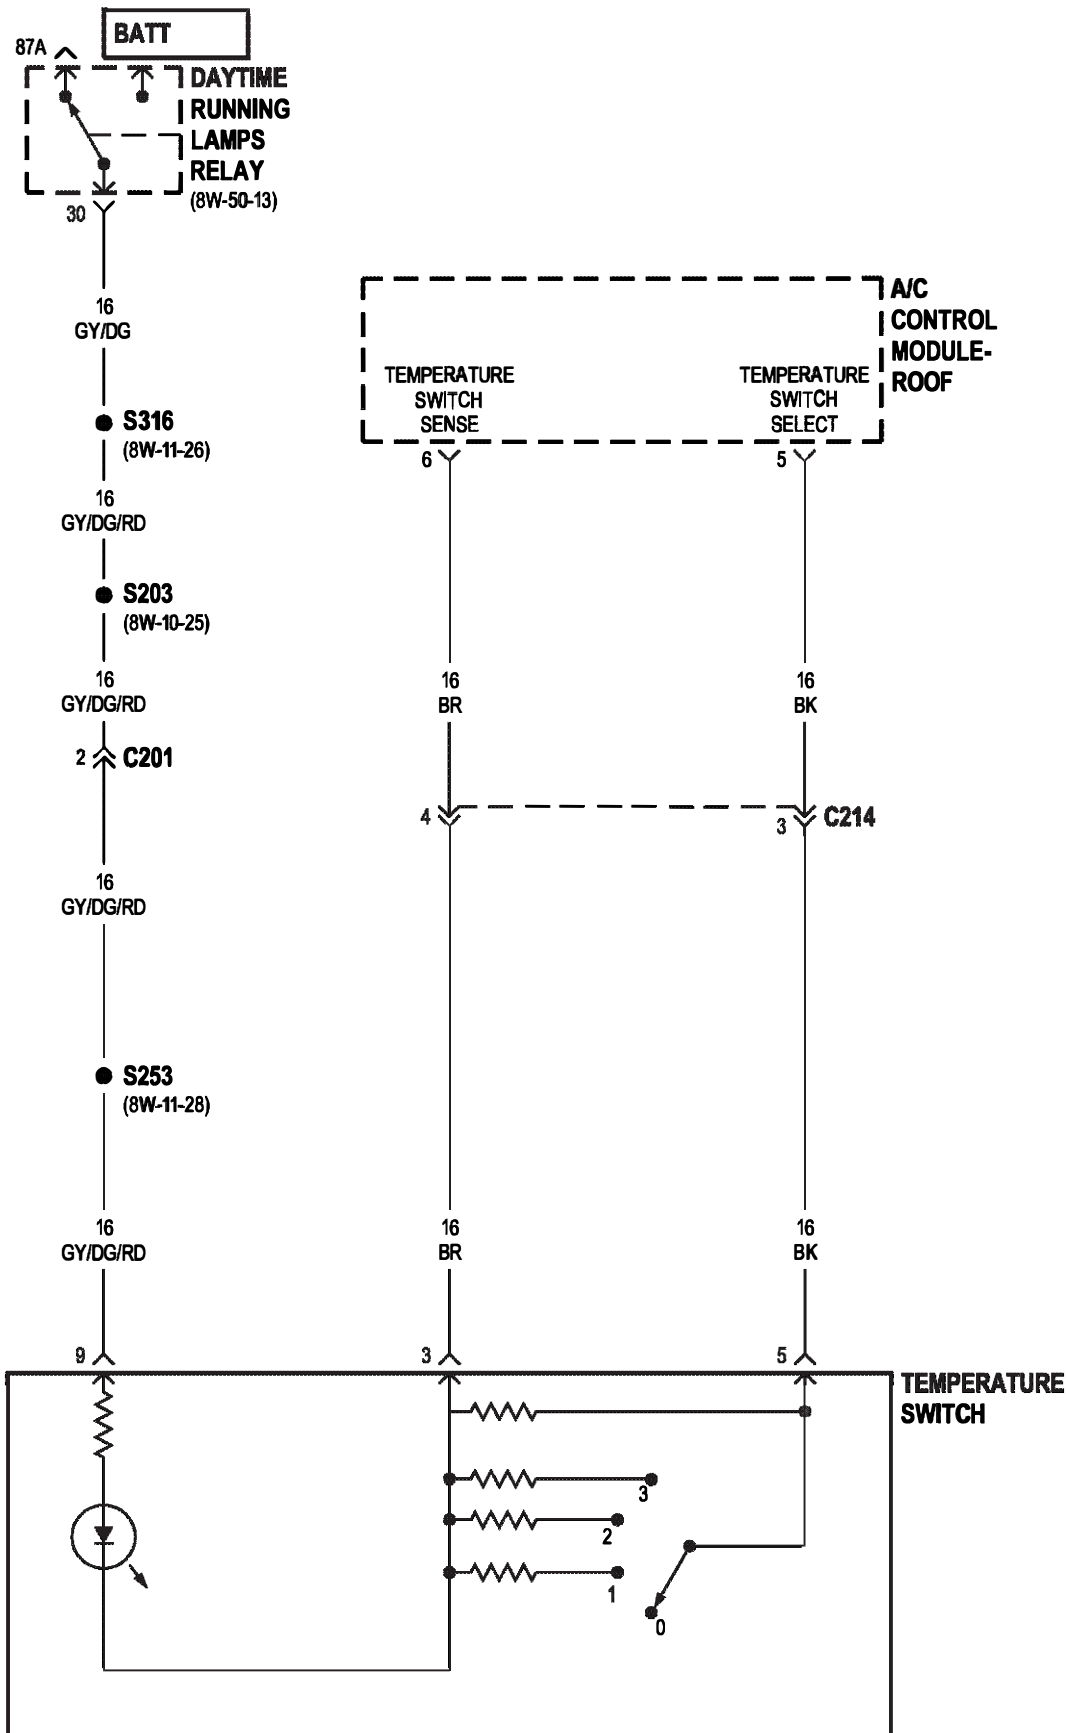 BATT
87A
DAYTIME
RUNNING
LAMPS
RELAY
(8W-50-13)
30
16
GY/DG
A/C
CONTROL
MODULE-
ROOF
TEMPERATURE
SWITCH
SENSE
TEMPERATURE
SWITCH
SELECT
6
5
S316
(8W-11-26)
16
GY/DG/RD
S203
(8W-10-25)
16
GY/DG/RD
16
BR
16
BK
2
C201
4
3
C214
16
GY/DG/RD
S253
(8W-11-28)
16
GY/DG/RD
16
BR
16
BK
9
3
5
TEMPERATURE
SWITCH
3
2
1
0